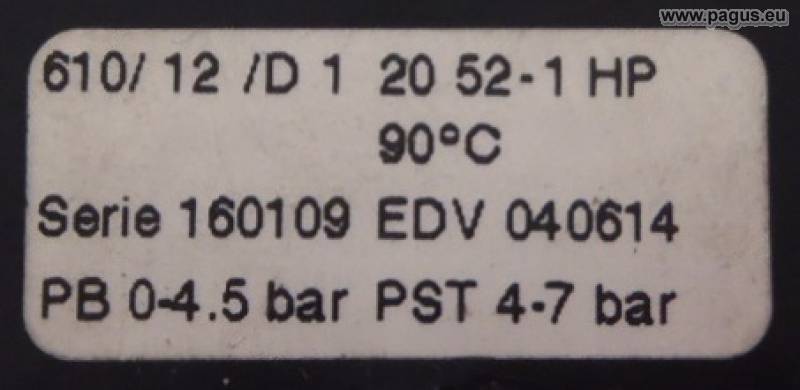 www.pagus.eu
610/ 12 /D 1 20 52-1 HP
90°C
Serie 160109 EDV 040614
PB 0-4.5 bar PST 4-7 bar